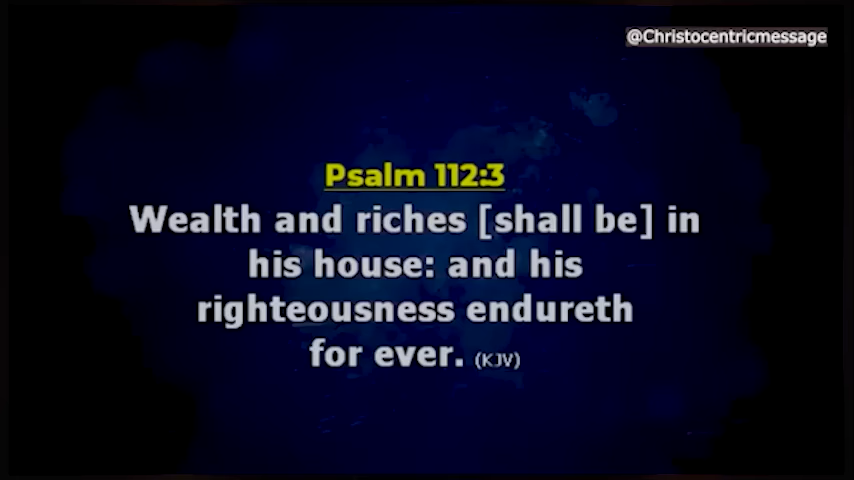 @Christocentricmessage
Psalm 112:3
Wealth and riches [shall be] in
his house: and his
righteousness endureth
for ever. (KJV)